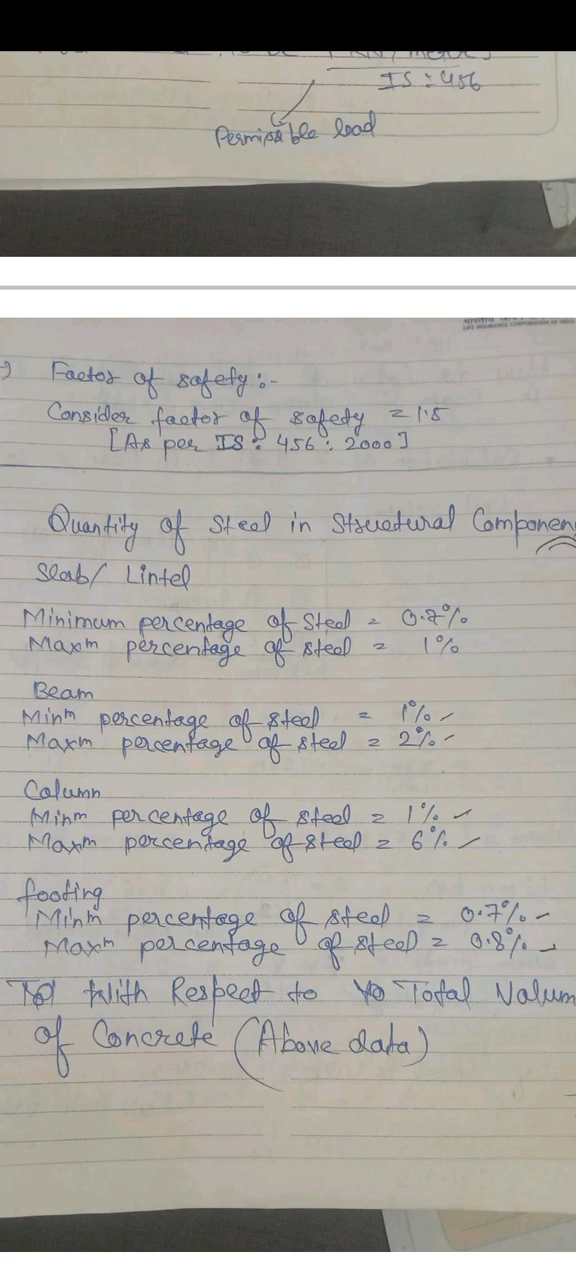 IS : 456
Permissible load
Factor of safety :-
Consider factor of safety = 1.5
[As per IS : 456 : 2000]
Quantity of Steel in Structural Componen
Slab/ Lintel
Minimum percentage of Steel = 0.7%
Maxm percentage of steel = 1%
Beam
Minm percentage of steel = 1%
Maxm percentage of steel = 2%
Column
Minm percentage of steel = 1%
Maxm percentage of steel = 6%
footing
Minm percentage of steel = 0.7%
Maxm percentage of steel = 0.8%
With Respect to Total Volum
of Concrete (Above data)